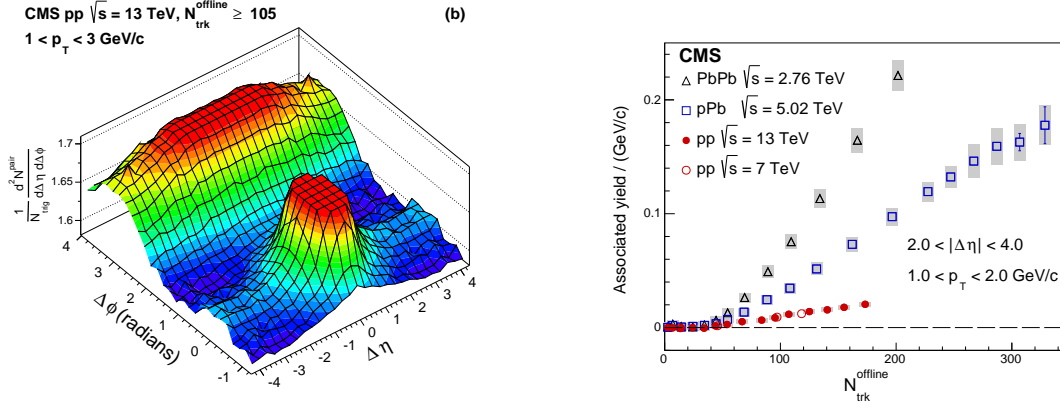 CMS pp √s = 13 TeV, N_trk^offline ≥ 105
(b)
1 < p_T < 3 GeV/c
1/N_trig d²N^pair/dΔη dΔφ
1.7
1.65
1.6
4
3
2
1
0
-1
Δϕ (radians)
-4
-3
-2
-1
0
1
2
3
4
Δη
CMS
PbPb √s = 2.76 TeV
pPb √s = 5.02 TeV
pp √s = 13 TeV
pp √s = 7 TeV
Associated yield / (GeV/c)
0.2
0.1
0
2.0 < |Δη| < 4.0
1.0 < p_T < 2.0 GeV/c
0
100
200
300
N_trk^offline